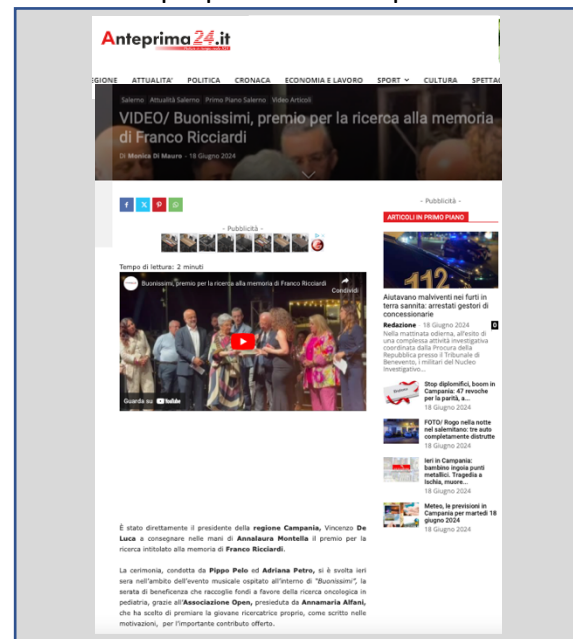 Anteprima24.it
EGIONE ATTUALITA' POLITICA CRONACA ECONOMIA E LAVORO SPORT CULTURA SPETTA
Salerno Attualità Salerno Primo Piano Salerno Video Articoli
VIDEO/ Buonissimi, premio per la ricerca alla memoria
di Franco Ricciardi
Di Monica Di Mauro - 18 Giugno 2024
- Pubblicità -
Tempo di lettura: 2 minuti
Buonissimi, premio per la ricerca alla memoria di Franco Ricciardi
Condividi
Guarda su YouTube
È stato direttamente il presidente della regione Campania, Vincenzo De
Luca a consegnare nelle mani di Annalaura Montella il premio per la
ricerca intitolato alla memoria di Franco Ricciardi.
La cerimonia, condotta da Pippo Pelo ed Adriana Petro, si è svolta ieri
sera nell'ambito dell'evento musicale ospitato all'interno di "Buonissimi", la
serata di beneficenza che raccoglie fondi a favore della ricerca oncologica in
pediatria, grazie all'Associazione Open, presieduta da Annamaria Alfani,
che ha scelto di premiare la giovane ricercatrice proprio, come scritto nelle
motivazioni, per l'importante contributo offerto.
- Pubblicità -
ARTICOLI IN PRIMO PIANO
112
Aiutavano malviventi nei furti in
terra sannita: arrestati gestori di
concessionarie
Redazione - 18 Giugno 2024 0
Nella mattinata odierna, all'esito di
una complessa attività investigativa
coordinata dalla Procura della
Repubblica presso il Tribunale di
Benevento, i militari del Nucleo
Investigativo...
Stop diplomifici, boom in
Campania: 47 revoche
per la parità, a...
18 Giugno 2024
FOTO/ Rogo nella notte
nel salernitano: tre auto
completamente distrutte
18 Giugno 2024
Ieri in Campania:
bambino ingoia punti
metallici. Tragedia a
Ischia, muore...
18 Giugno 2024
Meteo, le previsioni in
Campania per martedì 18
giugno 2024
18 Giugno 2024